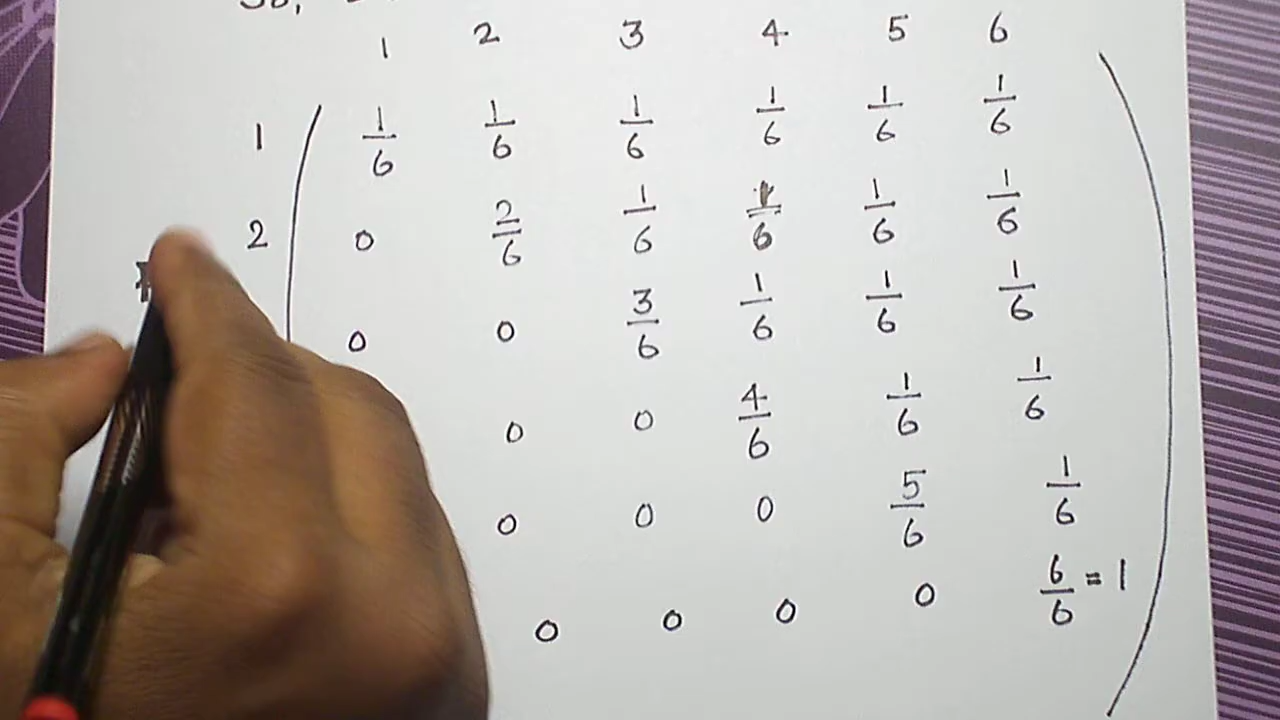 So,
1 2 3 4 5 6
1 1/6 1/6 1/6 1/6 1/6 1/6
2 0 2/6 1/6 1/6 1/6 1/6
0 0 3/6 1/6 1/6 1/6
0 0 4/6 1/6 1/6
0 0 0 5/6 1/6
0 0 0 0 6/6 = 1